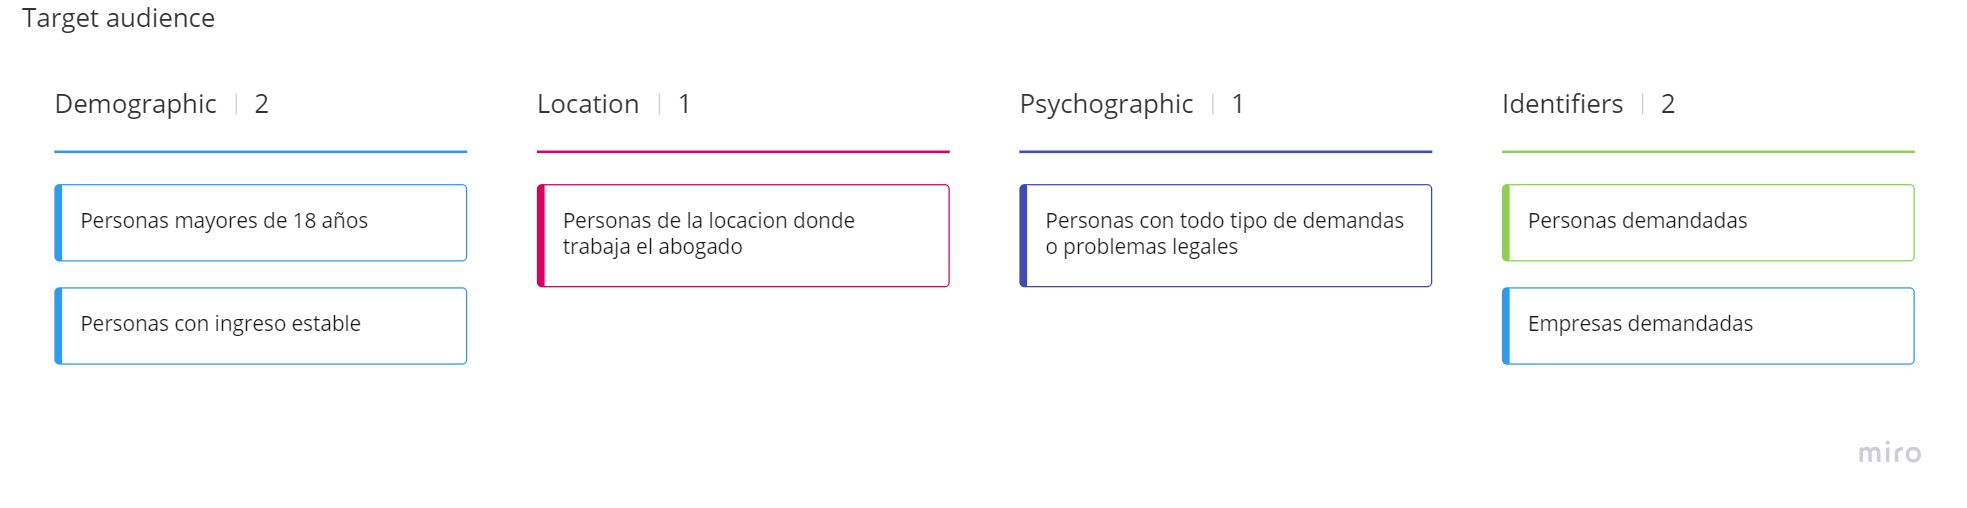 Target audience
Demographic | 2
Location | 1
Psychographic | 1
Identifiers | 2
Personas mayores de 18 años
Personas con ingreso estable
Personas de la locacion donde
trabaja el abogado
Personas con todo tipo de demandas
o problemas legales
Personas demandadas
Empresas demandadas
miro